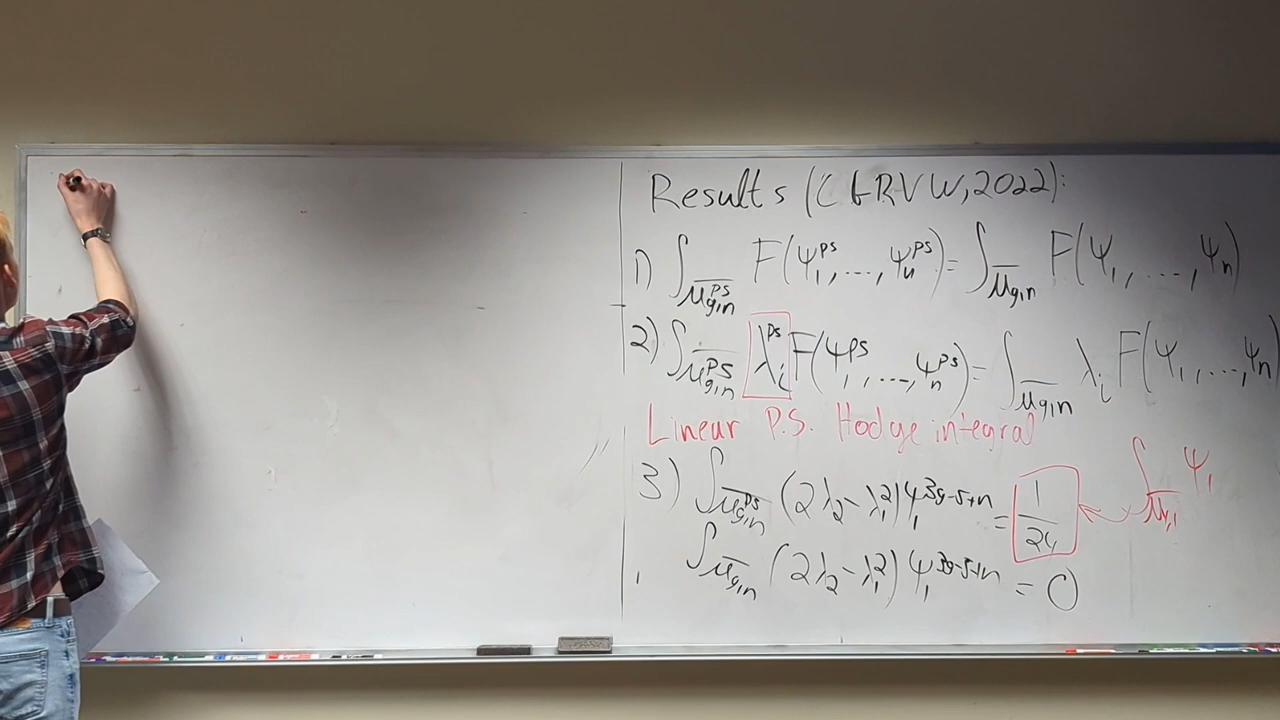 Results (CGRVW, 2022):
1) ∫_{\overline{M}^{ps}_{g,n}} F(ψ_1^{ps}, ..., ψ_n^{ps}) = ∫_{\overline{M}_{g,n}} F(ψ_1, ..., ψ_n)
2) ∫_{\overline{M}^{ps}_{g,n}} λ_i^{ps} F(ψ_1^{ps}, ..., ψ_n^{ps}) = ∫_{\overline{M}_{g,n}} λ_i F(ψ_1, ..., ψ_n)
Linear P.S. Hodge integral
3) ∫_{\overline{M}^{ps}_{g,n}} (2λ_2 - λ_1^2) ψ_1^{3g-5+n} = 1/24 ← ∫_{\overline{M}_{1,1}} ψ_1
∫_{\overline{M}_{g,n}} (2λ_2 - λ_1^2) ψ_1^{3g-5+n} = 0